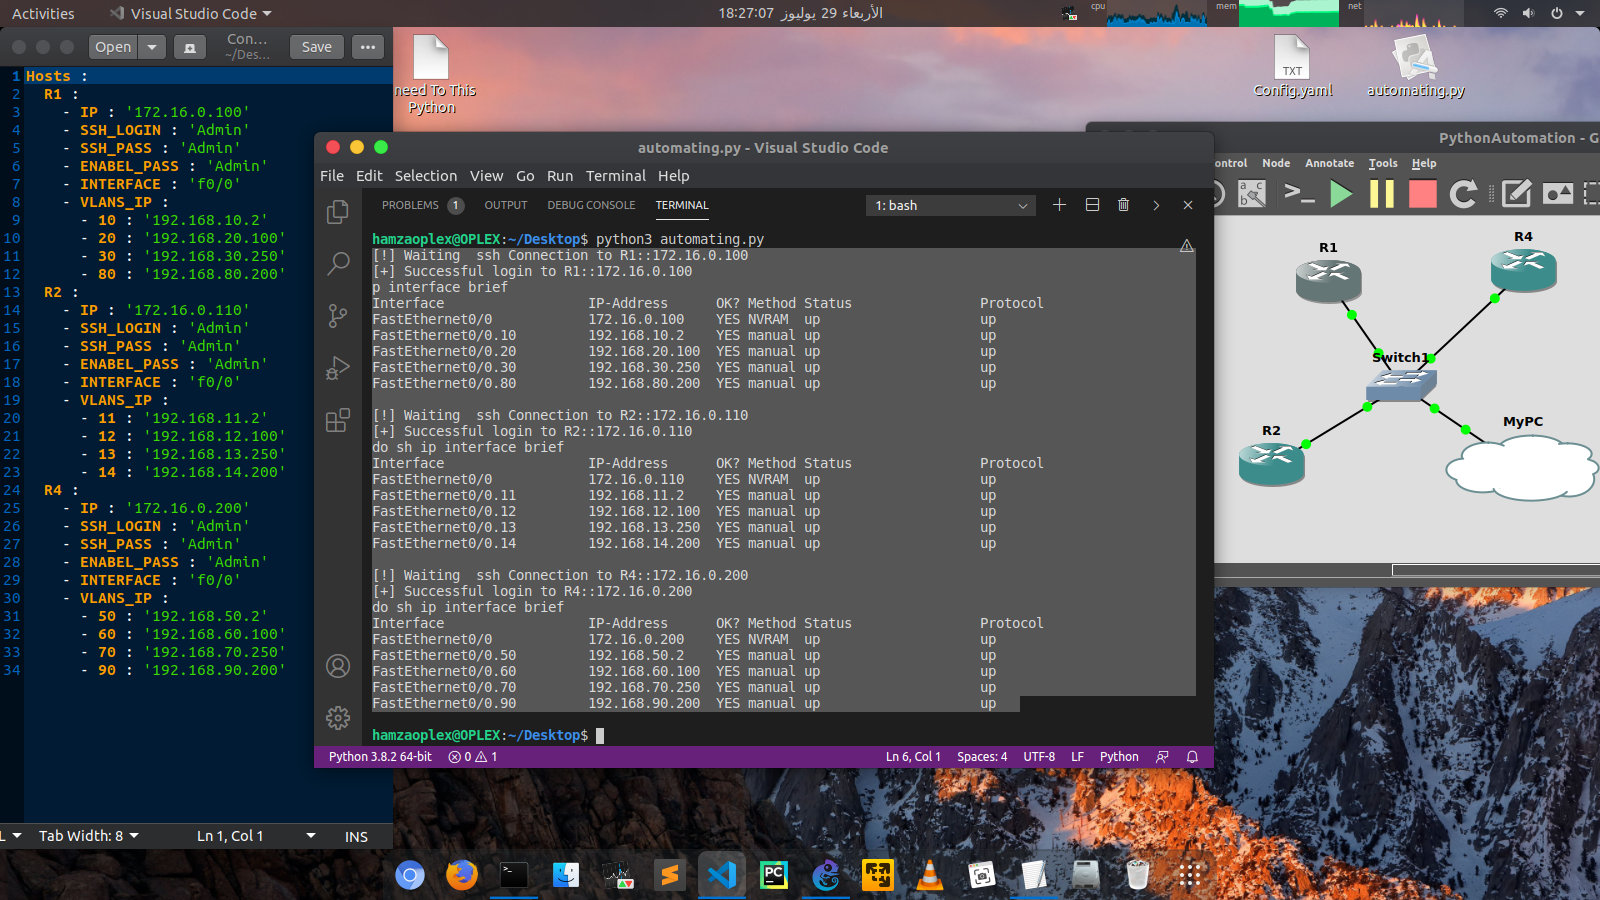 Activities
Visual Studio Code
الأربعاء 29 يوليوز 18:27:07
cpu
mem
net
Open
Con...
~/Des...
Save
1 Hosts :
2 R1 :
3 - IP : '172.16.0.100'
4 - SSH_LOGIN : 'Admin'
5 - SSH_PASS : 'Admin'
6 - ENABEL_PASS : 'Admin'
7 - INTERFACE : 'f0/0'
8 - VLANS_IP :
9 - 10 : '192.168.10.2'
10 - 20 : '192.168.20.100'
11 - 30 : '192.168.30.250'
12 - 80 : '192.168.80.200'
13 R2 :
14 - IP : '172.16.0.110'
15 - SSH_LOGIN : 'Admin'
16 - SSH_PASS : 'Admin'
17 - ENABEL_PASS : 'Admin'
18 - INTERFACE : 'f0/0'
19 - VLANS_IP :
20 - 11 : '192.168.11.2'
21 - 12 : '192.168.12.100'
22 - 13 : '192.168.13.250'
23 - 14 : '192.168.14.200'
24 R4 :
25 - IP : '172.16.0.200'
26 - SSH_LOGIN : 'Admin'
27 - SSH_PASS : 'Admin'
28 - ENABEL_PASS : 'Admin'
29 - INTERFACE : 'f0/0'
30 - VLANS_IP :
31 - 50 : '192.168.50.2'
32 - 60 : '192.168.60.100'
33 - 70 : '192.168.70.250'
34 - 90 : '192.168.90.200'
L
Tab Width: 8
Ln 1, Col 1
INS
need To This
Python
TXT
Config.yaml
automating.py
automating.py - Visual Studio Code
File Edit Selection View Go Run Terminal Help
PROBLEMS 1 OUTPUT DEBUG CONSOLE TERMINAL
1: bash
hamzaoplex@OPLEX:~/Desktop$ python3 automating.py
[!] Waiting  ssh Connection to R1::172.16.0.100
[+] Successful login to R1::172.16.0.100
p interface brief
Interface IP-Address OK? Method Status Protocol
FastEthernet0/0 172.16.0.100 YES NVRAM up up
FastEthernet0/0.10 192.168.10.2 YES manual up up
FastEthernet0/0.20 192.168.20.100 YES manual up up
FastEthernet0/0.30 192.168.30.250 YES manual up up
FastEthernet0/0.80 192.168.80.200 YES manual up up
[!] Waiting  ssh Connection to R2::172.16.0.110
[+] Successful login to R2::172.16.0.110
do sh ip interface brief
Interface IP-Address OK? Method Status Protocol
FastEthernet0/0 172.16.0.110 YES NVRAM up up
FastEthernet0/0.11 192.168.11.2 YES manual up up
FastEthernet0/0.12 192.168.12.100 YES manual up up
FastEthernet0/0.13 192.168.13.250 YES manual up up
FastEthernet0/0.14 192.168.14.200 YES manual up up
[!] Waiting  ssh Connection to R4::172.16.0.200
[+] Successful login to R4::172.16.0.200
do sh ip interface brief
Interface IP-Address OK? Method Status Protocol
FastEthernet0/0 172.16.0.200 YES NVRAM up up
FastEthernet0/0.50 192.168.50.2 YES manual up up
FastEthernet0/0.60 192.168.60.100 YES manual up up
FastEthernet0/0.70 192.168.70.250 YES manual up up
FastEthernet0/0.90 192.168.90.200 YES manual up up
hamzaoplex@OPLEX:~/Desktop$
Python 3.8.2 64-bit 0 1
Ln 6, Col 1 Spaces: 4 UTF-8 LF Python
PythonAutomation - G
ontrol Node Annotate Tools Help
a c
b
R1
R4
Switch1
R2
MyPC
PC